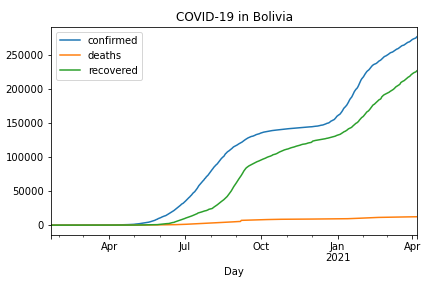 COVID-19 in Bolivia
confirmed
deaths
recovered
250000
200000
150000
100000
50000
0
Apr Jul Oct Jan Apr
2021
Day